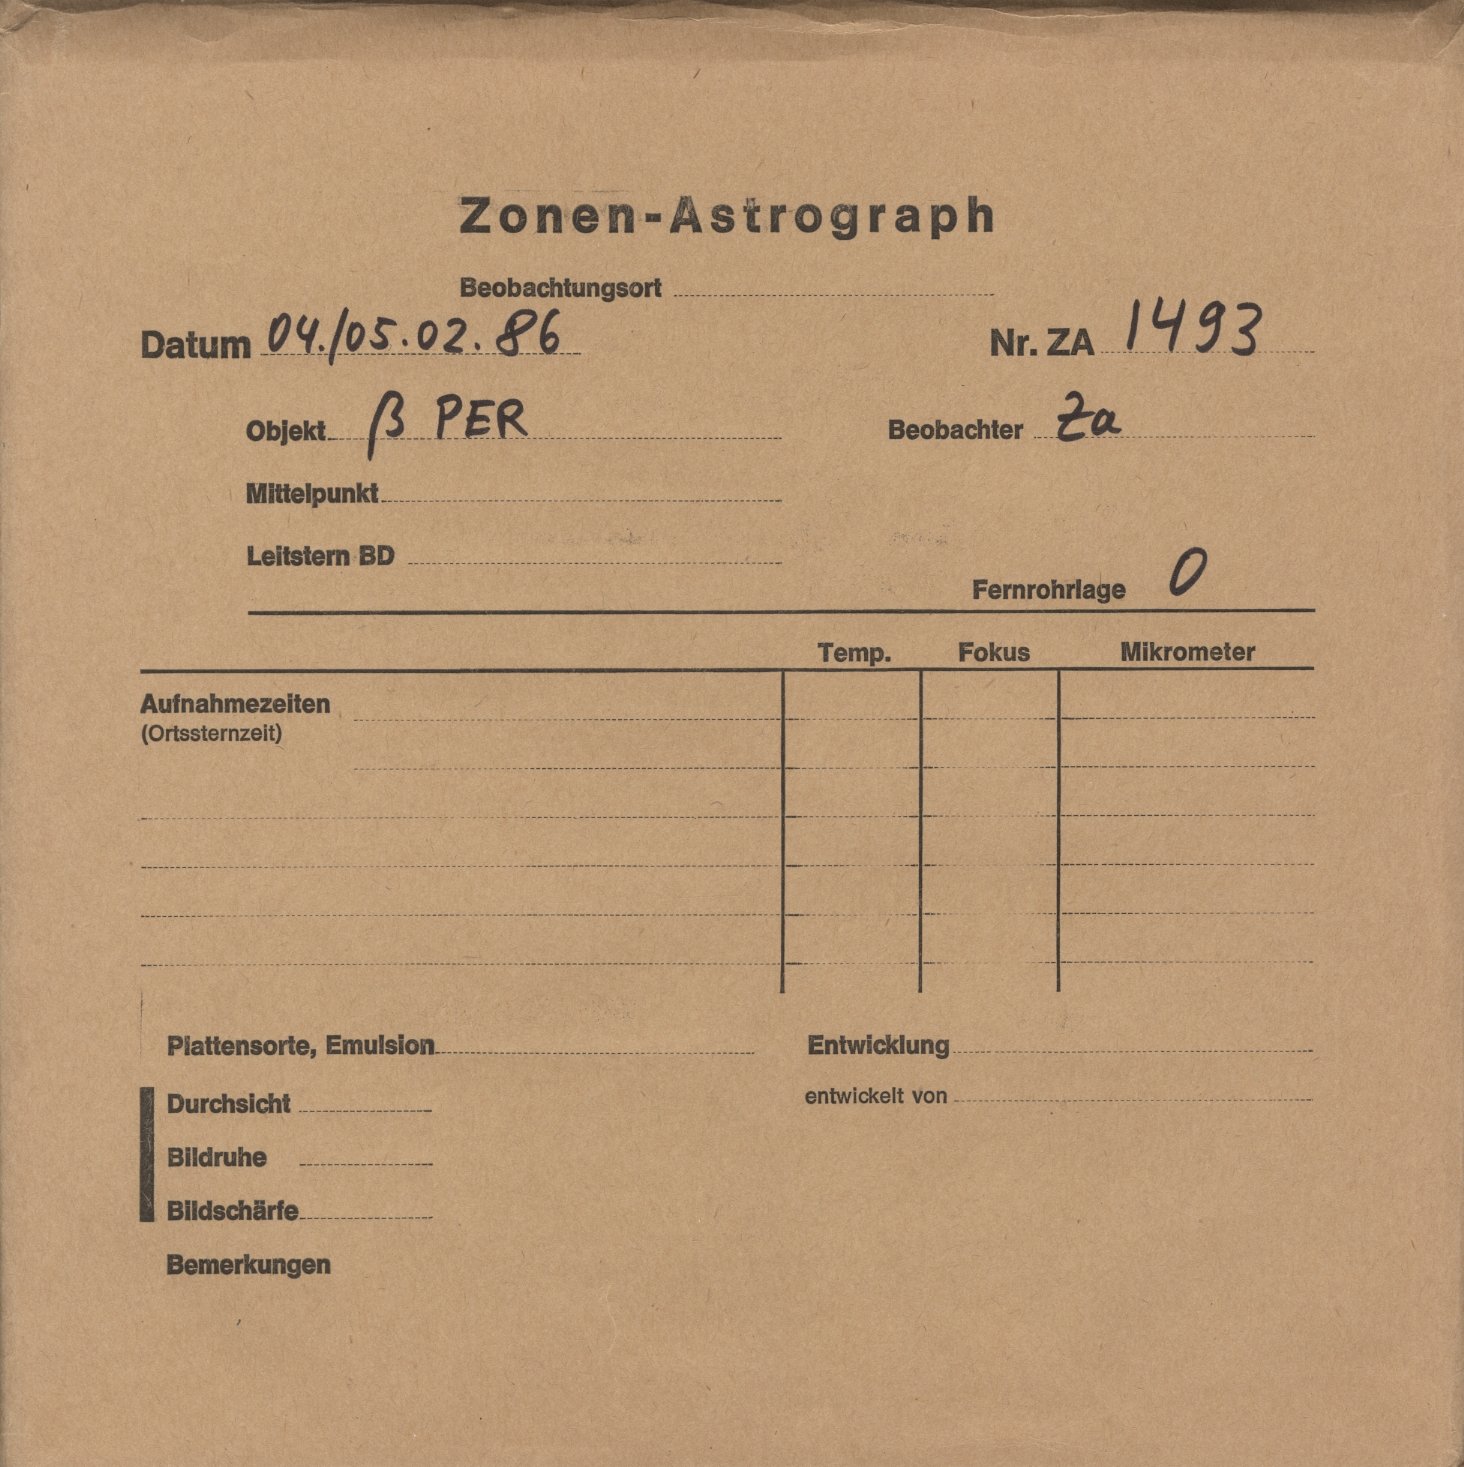 Zonen-Astrograph
Beobachtungsort
Datum 04./05.02.86 Nr. ZA 1493
Objekt β PER Beobachter Za
Mittelpunkt
Leitstern BD
Fernrohrlage O
Temp. Fokus Mikrometer
Aufnahmezeiten
(Ortssternzeit)
Plattensorte, Emulsion Entwicklung
Durchsicht entwickelt von
Bildruhe
Bildschärfe
Bemerkungen